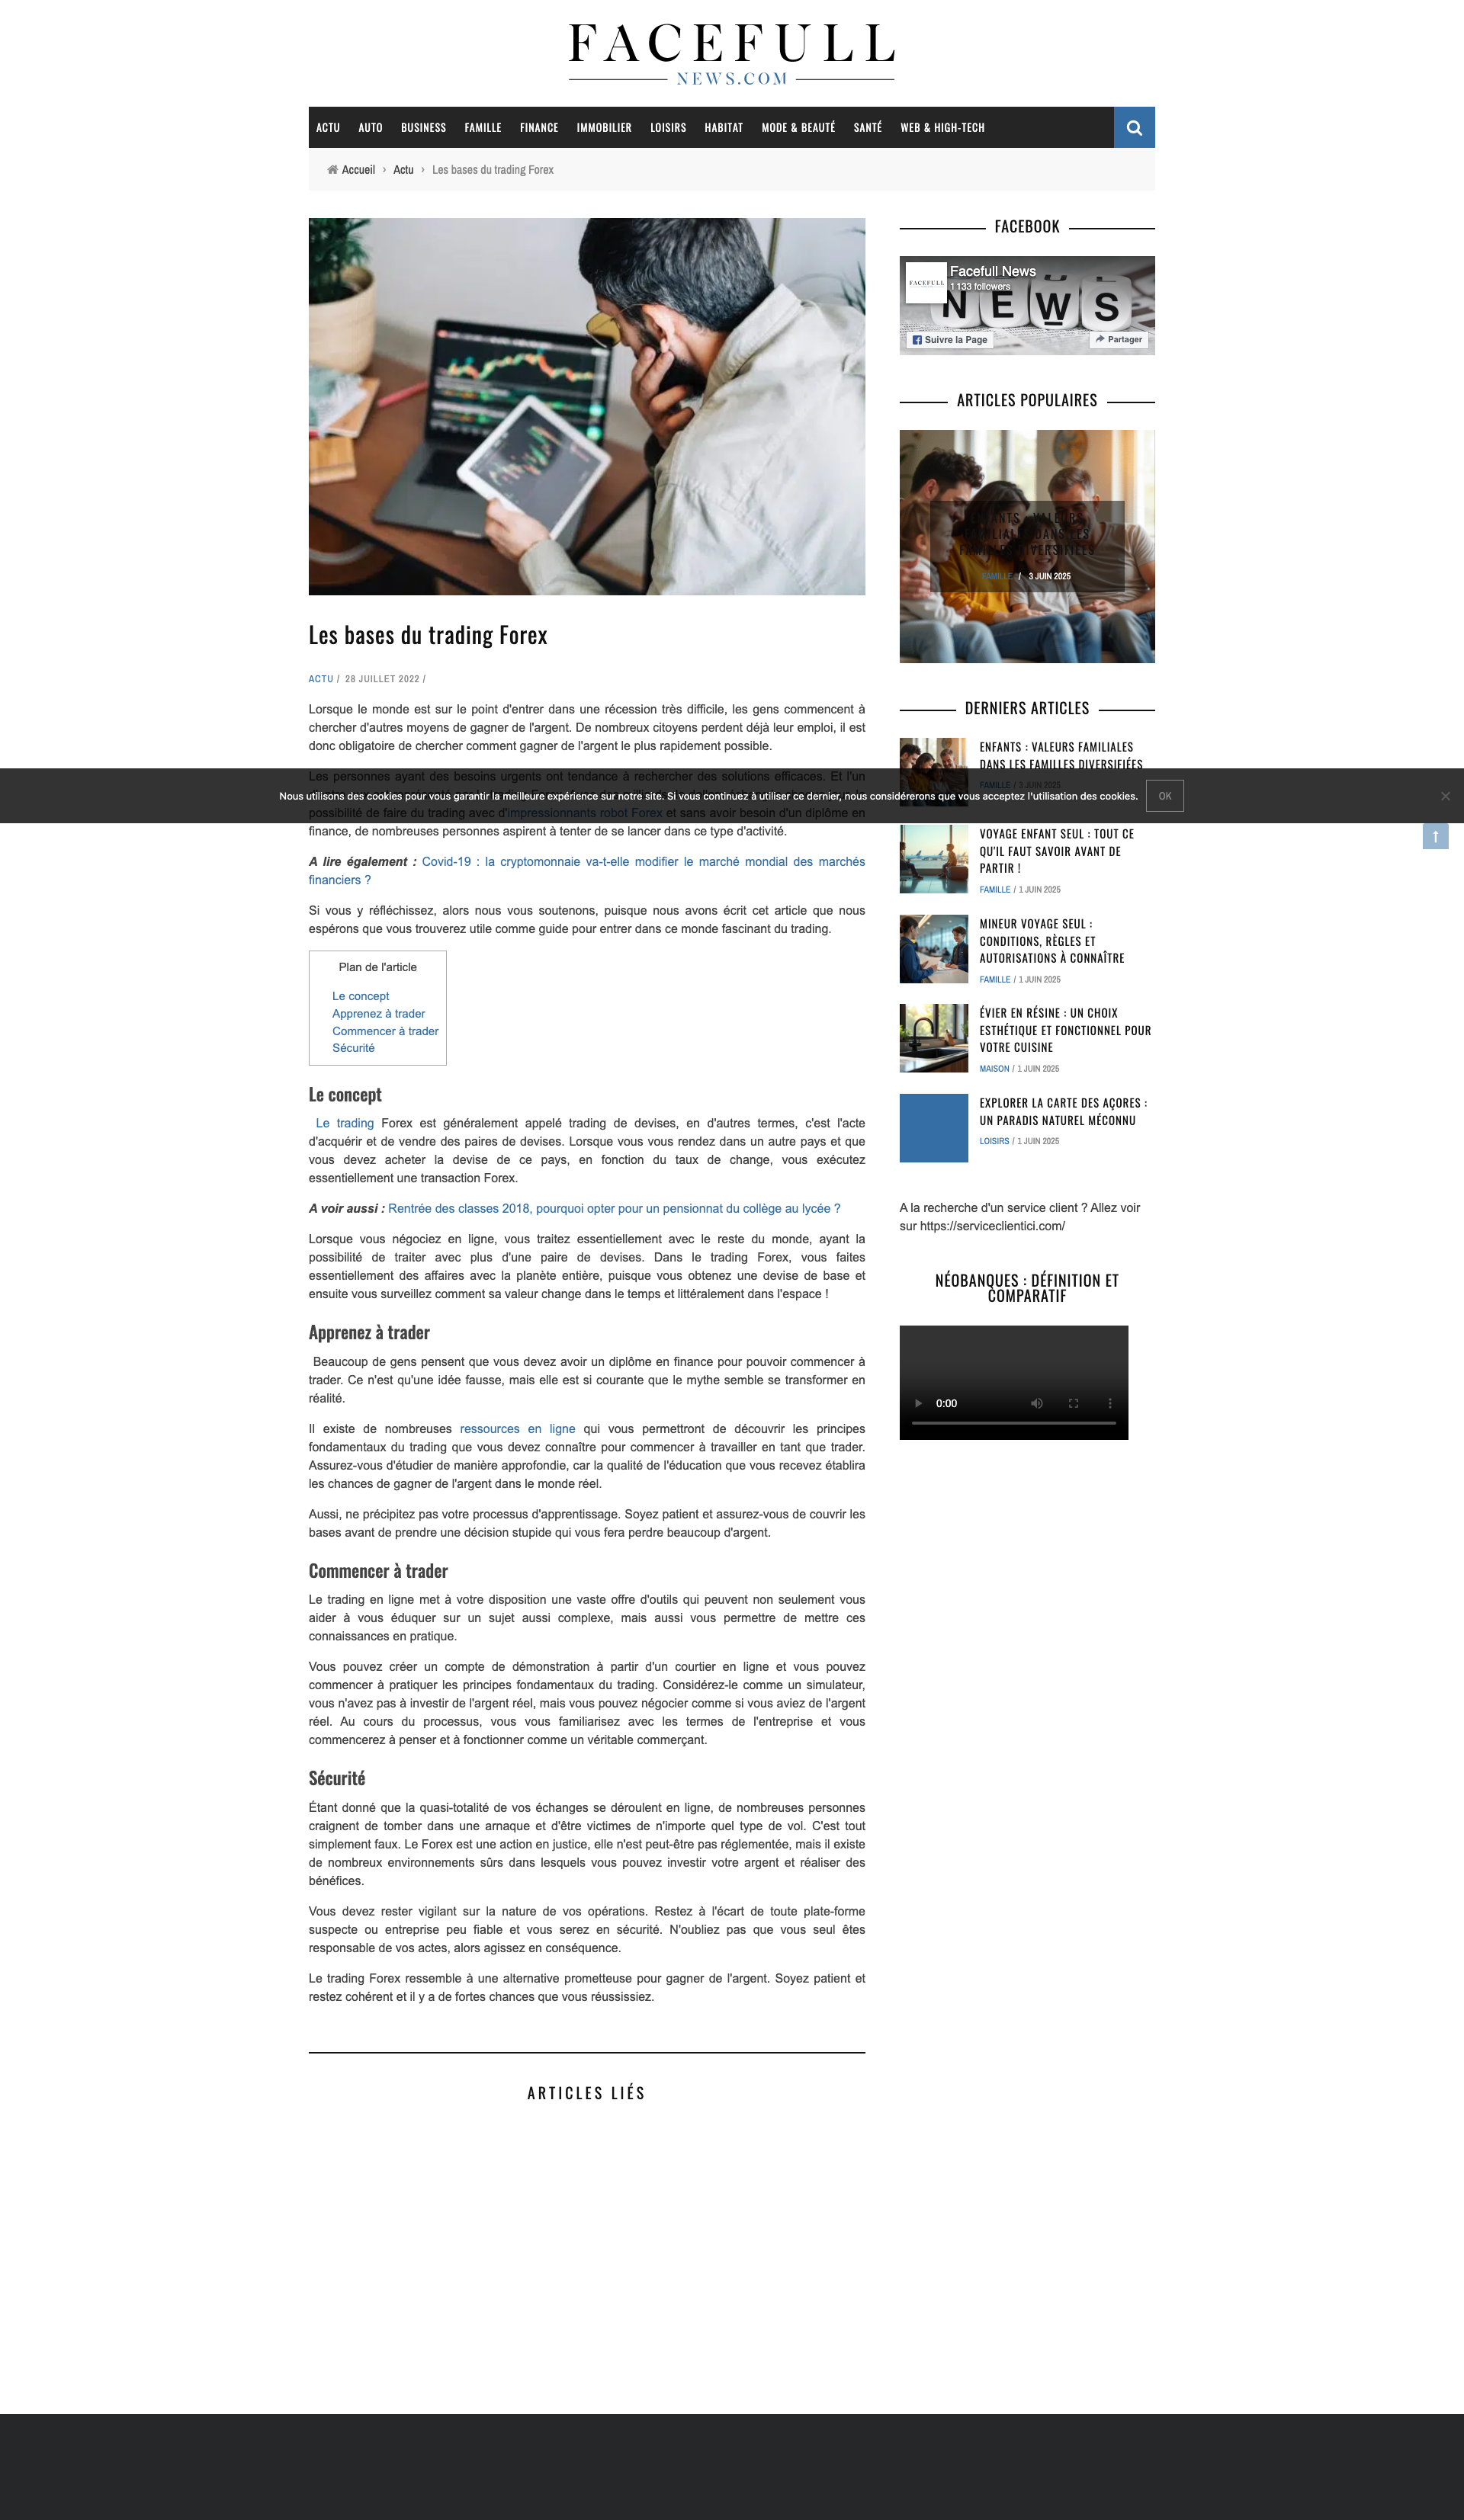 FACEFULL
NEWS.COM
ACTU AUTO BUSINESS FAMILLE FINANCE IMMOBILIER LOISIRS HABITAT MODE & BEAUTÉ SANTÉ WEB & HIGH-TECH
Accueil › Actu › Les bases du trading Forex
Les bases du trading Forex
ACTU / 28 JUILLET 2022 /
Lorsque le monde est sur le point d'entrer dans une récession très difficile, les gens commencent à
chercher d'autres moyens de gagner de l'argent. De nombreux citoyens perdent déjà leur emploi, il est
donc obligatoire de chercher comment gagner de l'argent le plus rapidement possible.
Les personnes ayant des besoins urgents ont tendance à rechercher des solutions efficaces. Et l'un
possibilité de faire du trading avec d'impressionnants robot Forex et sans avoir besoin d'un diplôme en
finance, de nombreuses personnes aspirent à tenter de se lancer dans ce type d'activité.
A lire également : Covid-19 : la cryptomonnaie va-t-elle modifier le marché mondial des marchés
financiers ?
Si vous y réfléchissez, alors nous vous soutenons, puisque nous avons écrit cet article que nous
espérons que vous trouverez utile comme guide pour entrer dans ce monde fascinant du trading.
Plan de l'article
Le concept
Apprenez à trader
Commencer à trader
Sécurité
Le concept
Le trading Forex est généralement appelé trading de devises, en d'autres termes, c'est l'acte
d'acquérir et de vendre des paires de devises. Lorsque vous vous rendez dans un autre pays et que
vous devez acheter la devise de ce pays, en fonction du taux de change, vous exécutez
essentiellement une transaction Forex.
A voir aussi : Rentrée des classes 2018, pourquoi opter pour un pensionnat du collège au lycée ?
Lorsque vous négociez en ligne, vous traitez essentiellement avec le reste du monde, ayant la
possibilité de traiter avec plus d'une paire de devises. Dans le trading Forex, vous faites
essentiellement des affaires avec la planète entière, puisque vous obtenez une devise de base et
ensuite vous surveillez comment sa valeur change dans le temps et littéralement dans l'espace !
Apprenez à trader
Beaucoup de gens pensent que vous devez avoir un diplôme en finance pour pouvoir commencer à
trader. Ce n'est qu'une idée fausse, mais elle est si courante que le mythe semble se transformer en
réalité.
Il existe de nombreuses ressources en ligne qui vous permettront de découvrir les principes
fondamentaux du trading que vous devez connaître pour commencer à travailler en tant que trader.
Assurez-vous d'étudier de manière approfondie, car la qualité de l'éducation que vous recevez établira
les chances de gagner de l'argent dans le monde réel.
Aussi, ne précipitez pas votre processus d'apprentissage. Soyez patient et assurez-vous de couvrir les
bases avant de prendre une décision stupide qui vous fera perdre beaucoup d'argent.
Commencer à trader
Le trading en ligne met à votre disposition une vaste offre d'outils qui peuvent non seulement vous
aider à vous éduquer sur un sujet aussi complexe, mais aussi vous permettre de mettre ces
connaissances en pratique.
Vous pouvez créer un compte de démonstration à partir d'un courtier en ligne et vous pouvez
commencer à pratiquer les principes fondamentaux du trading. Considérez-le comme un simulateur,
vous n'avez pas à investir de l'argent réel, mais vous pouvez négocier comme si vous aviez de l'argent
réel. Au cours du processus, vous vous familiarisez avec les termes de l'entreprise et vous
commencerez à penser et à fonctionner comme un véritable commerçant.
Sécurité
Étant donné que la quasi-totalité de vos échanges se déroulent en ligne, de nombreuses personnes
craignent de tomber dans une arnaque et d'être victimes de n'importe quel type de vol. C'est tout
simplement faux. Le Forex est une action en justice, elle n'est peut-être pas réglementée, mais il existe
de nombreux environnements sûrs dans lesquels vous pouvez investir votre argent et réaliser des
bénéfices.
Vous devez rester vigilant sur la nature de vos opérations. Restez à l'écart de toute plate-forme
suspecte ou entreprise peu fiable et vous serez en sécurité. N'oubliez pas que vous seul êtes
responsable de vos actes, alors agissez en conséquence.
Le trading Forex ressemble à une alternative prometteuse pour gagner de l'argent. Soyez patient et
restez cohérent et il y a de fortes chances que vous réussissiez.
ARTICLES LIÉS
FACEBOOK
FACEFULL
Facefull News
1 133 followers
NEWS
Suivre la Page
Partager
ARTICLES POPULAIRES
ENFANTS : VALEURS
FAMILIALES DANS LES
FAMILLES DIVERSIFIÉES
FAMILLE / 3 JUIN 2025
DERNIERS ARTICLES
ENFANTS : VALEURS FAMILIALES
DANS LES FAMILLES DIVERSIFIÉES
FAMILLE / 3 JUIN 2025
VOYAGE ENFANT SEUL : TOUT CE
QU'IL FAUT SAVOIR AVANT DE
PARTIR !
FAMILLE / 1 JUIN 2025
MINEUR VOYAGE SEUL :
CONDITIONS, RÈGLES ET
AUTORISATIONS À CONNAÎTRE
FAMILLE / 1 JUIN 2025
ÉVIER EN RÉSINE : UN CHOIX
ESTHÉTIQUE ET FONCTIONNEL POUR
VOTRE CUISINE
MAISON / 1 JUIN 2025
EXPLORER LA CARTE DES AÇORES :
UN PARADIS NATUREL MÉCONNU
LOISIRS / 1 JUIN 2025
A la recherche d'un service client ? Allez voir
sur https://serviceclientici.com/
NÉOBANQUES : DÉFINITION ET
COMPARATIF
0:00
Nous utilisons des cookies pour vous garantir la meilleure expérience sur notre site. Si vous continuez à utiliser ce dernier, nous considérerons que vous acceptez l'utilisation des cookies.
OK